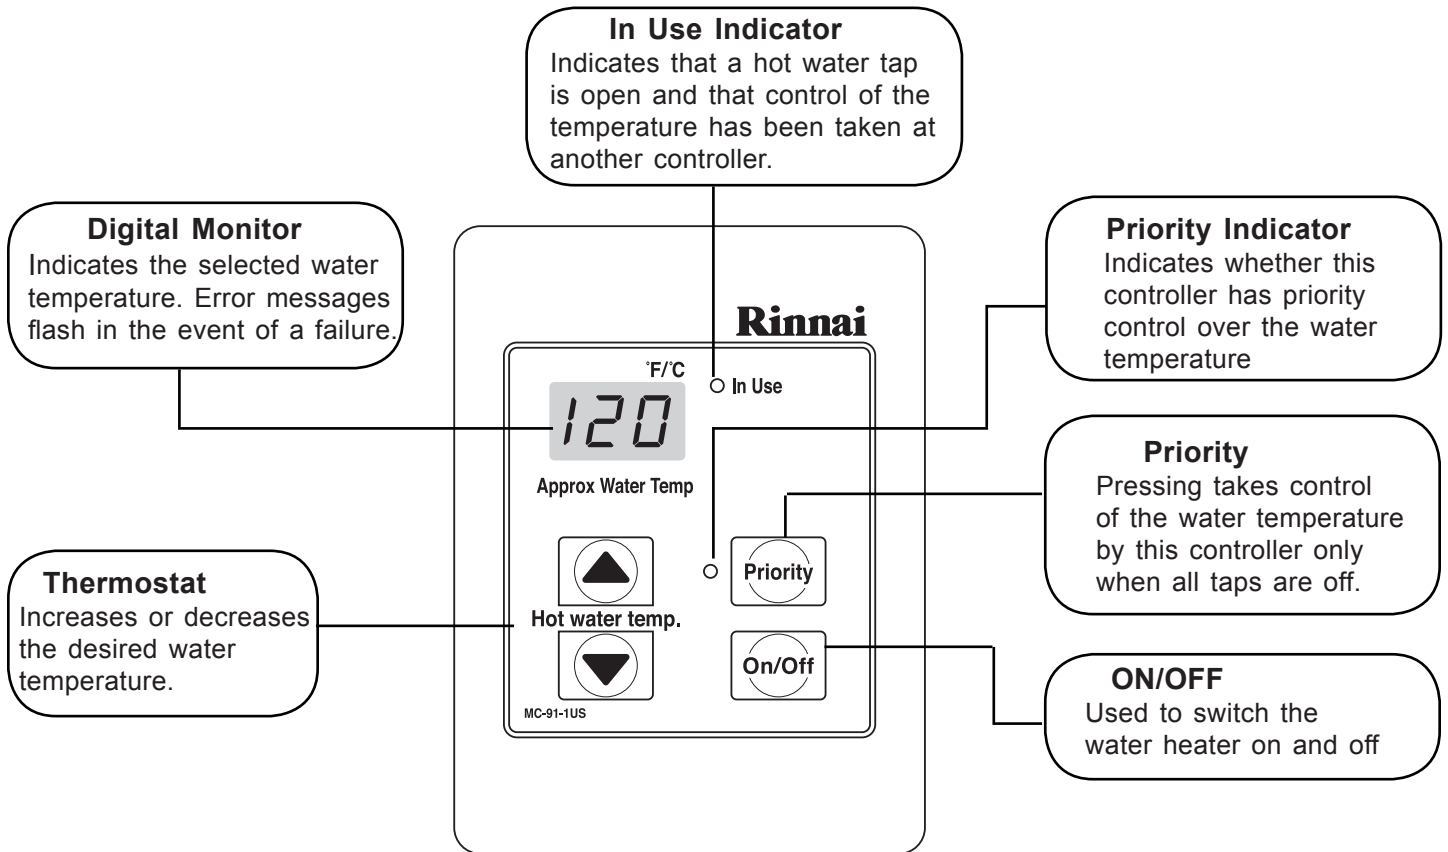 In Use Indicator
Indicates that a hot water tap
is open and that control of the
temperature has been taken at
another controller.
Digital Monitor
Indicates the selected water
temperature. Error messages
flash in the event of a failure.
Priority Indicator
Indicates whether this
controller has priority
control over the water
temperature
Rinnai
°F/°C
In Use
120
Approx Water Temp
Priority
Pressing takes control
of the water temperature
by this controller only
when all taps are off.
Thermostat
Increases or decreases
the desired water
temperature.
Priority
Hot water temp.
On/Off
MC-91-1US
ON/OFF
Used to switch the
water heater on and off